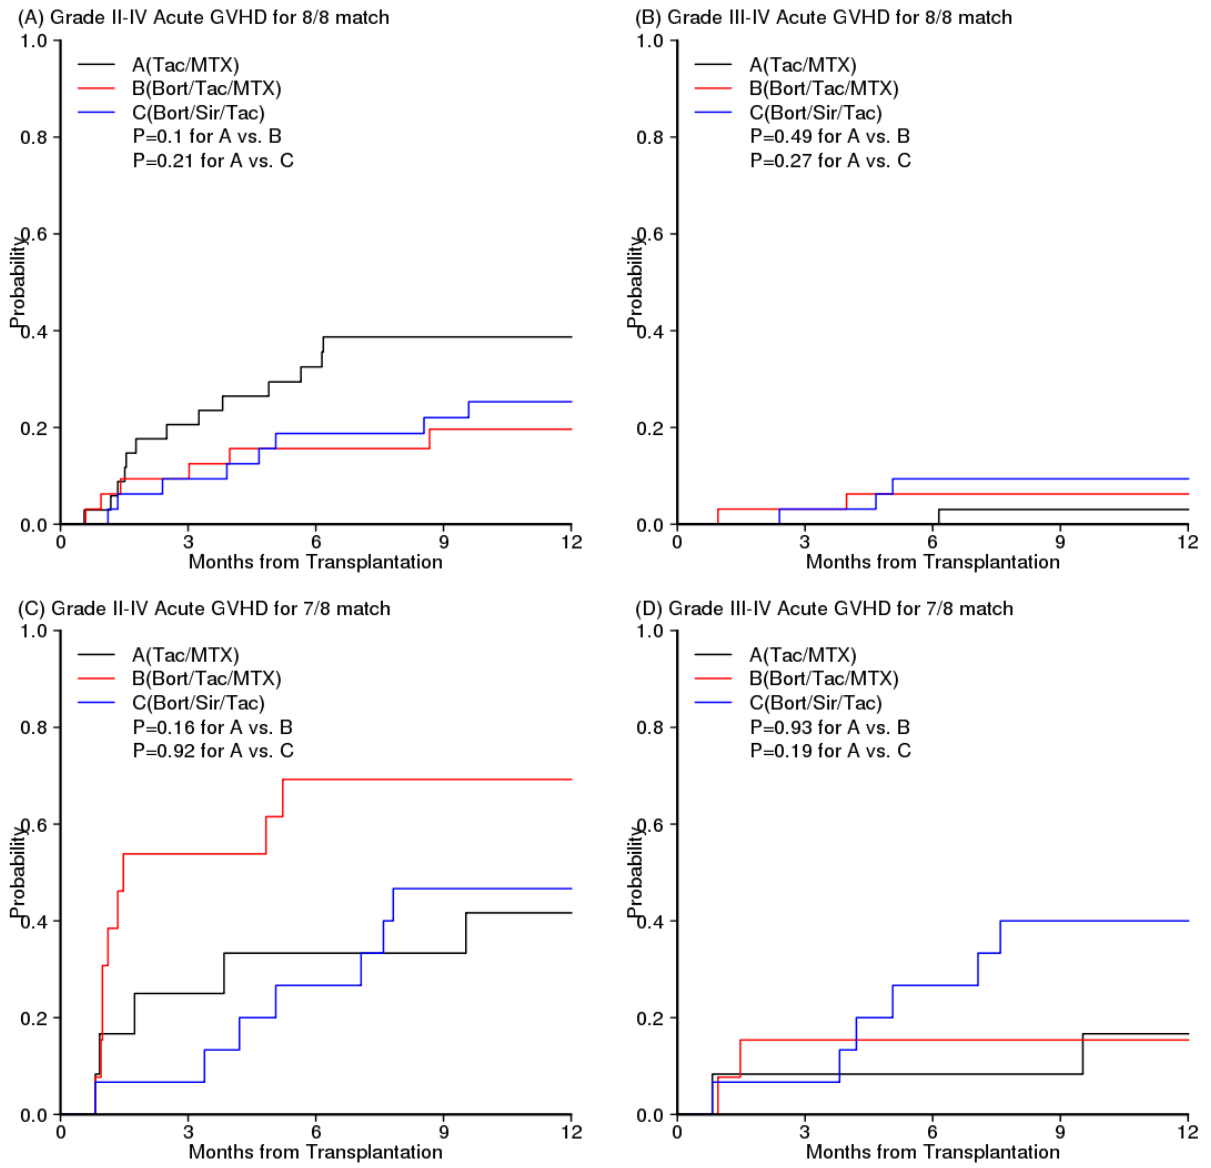 (A) Grade II-IV Acute GVHD for 8/8 match
1.0
0.8
0.6
0.4
0.2
0.0
Probability
A(Tac/MTX)
B(Bort/Tac/MTX)
C(Bort/Sir/Tac)
P=0.1 for A vs. B
P=0.21 for A vs. C
0 3 6 9 12
Months from Transplantation
(B) Grade III-IV Acute GVHD for 8/8 match
1.0
0.8
0.6
0.4
0.2
0.0
Probability
A(Tac/MTX)
B(Bort/Tac/MTX)
C(Bort/Sir/Tac)
P=0.49 for A vs. B
P=0.27 for A vs. C
0 3 6 9 12
Months from Transplantation
(C) Grade II-IV Acute GVHD for 7/8 match
1.0
0.8
0.6
0.4
0.2
0.0
Probability
A(Tac/MTX)
B(Bort/Tac/MTX)
C(Bort/Sir/Tac)
P=0.16 for A vs. B
P=0.92 for A vs. C
0 3 6 9 12
Months from Transplantation
(D) Grade III-IV Acute GVHD for 7/8 match
1.0
0.8
0.6
0.4
0.2
0.0
Probability
A(Tac/MTX)
B(Bort/Tac/MTX)
C(Bort/Sir/Tac)
P=0.93 for A vs. B
P=0.19 for A vs. C
0 3 6 9 12
Months from Transplantation